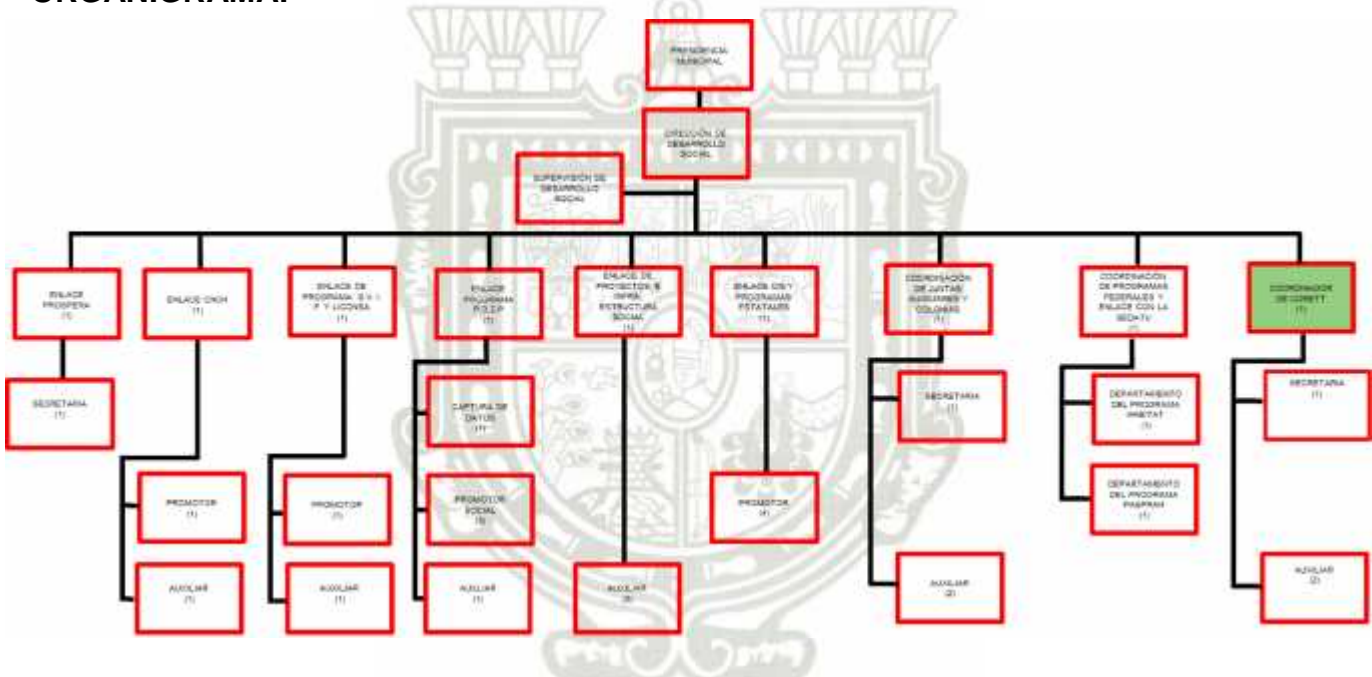 ORGANIGRAMA:
PRESIDENCIA
MUNICIPAL
DIRECCIÓN DE
DESARROLLO
SOCIAL
SUPERVISIÓN DE
DESARROLLO
SOCIAL
ENLACE
PROSPERA
(1)
ENLACE
(1)
ENLACE DE
PROGRAMA
P Y LICONSA
(1)
ENLACE
PROGRAMA
(1)
ENLACE DE
PROYECTOS E
INFRA
ESTRUCTURA
SOCIAL
(1)
ENLACE Y
PROGRAMAS
ESTATALES
(1)
COORDINACIÓN
DE JUNTAS
AUXILIARES Y
COLONIAS
(1)
COORDINACIÓN
DE PROGRAMAS
FEDERALES Y
ENLACE CON LA
COORDINADOR
DE CORETT
(1)
SECRETARIA
(1)
CAPTURA DE
DATOS
SECRETARIA
(1)
DEPARTAMENTO
DEL PROGRAMA
HABITAT
(1)
SECRETARIA
(1)
PROMOTOR
(1)
PROMOTOR
(1)
PROMOTOR
SOCIAL
PROMOTOR
(4)
DEPARTAMENTO
DEL PROGRAMA
(1)
AUXILIAR
(1)
AUXILIAR
(1)
AUXILIAR
(1)
AUXILIAR
AUXILIAR
(2)
AUXILIAR
(2)